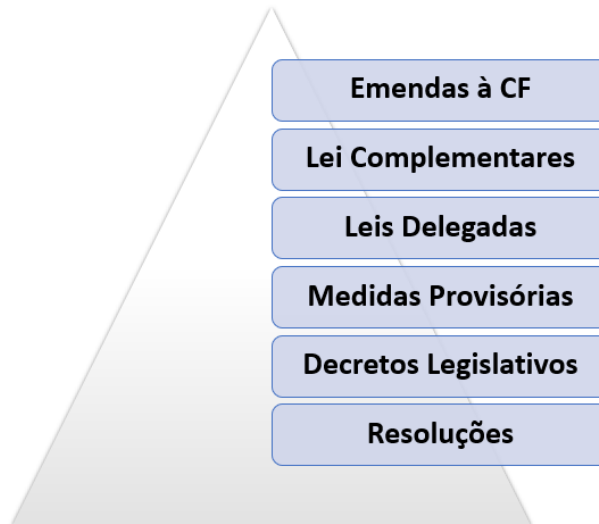 Emendas à CF
Lei Complementares
Leis Delegadas
Medidas Provisórias
Decretos Legislativos
Resoluções